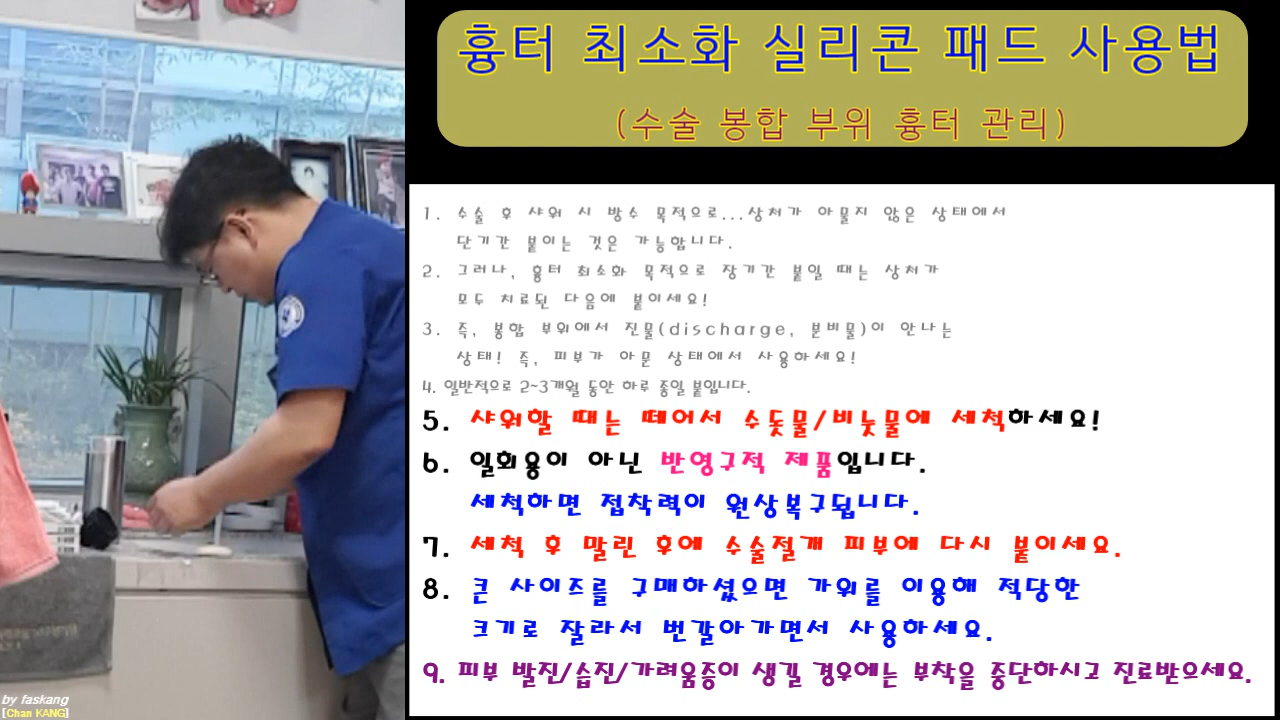 흉터 최소화 실리콘 패드 사용법
(수술 봉합 부위 흉터 관리)
1. 수술 후 샤워 시 방수 목적으로...상처가 아물지 않은 상태에서
단기간 붙이는 것은 가능합니다.
2. 그러나, 흉터 최소화 목적으로 장기간 붙일 때는 상처가
모두 치료된 다음에 붙이세요!
3. 즉, 봉합 부위에서 진물(discharge, 분비물)이 안나는
상태! 즉, 피부가 아문 상태에서 사용하세요!
4. 일반적으로 2~3개월 동안 하루 종일 붙입니다.
5. 샤워할 때는 떼어서 수돗물/비눗물에 세척하세요!
6. 일회용이 아닌 반영구적 제품입니다.
세척하면 접착력이 원상복구됩니다.
7. 세척 후 말린 후에 수술절개 피부에 다시 붙이세요.
8. 큰 사이즈를 구매하셨으면 가위를 이용해 적당한
크기로 잘라서 번갈아가면서 사용하세요.
9. 피부 발진/습진/가려움증이 생길 경우에는 부착을 중단하시고 진료받으세요.
by faskang
[Chan KANG]